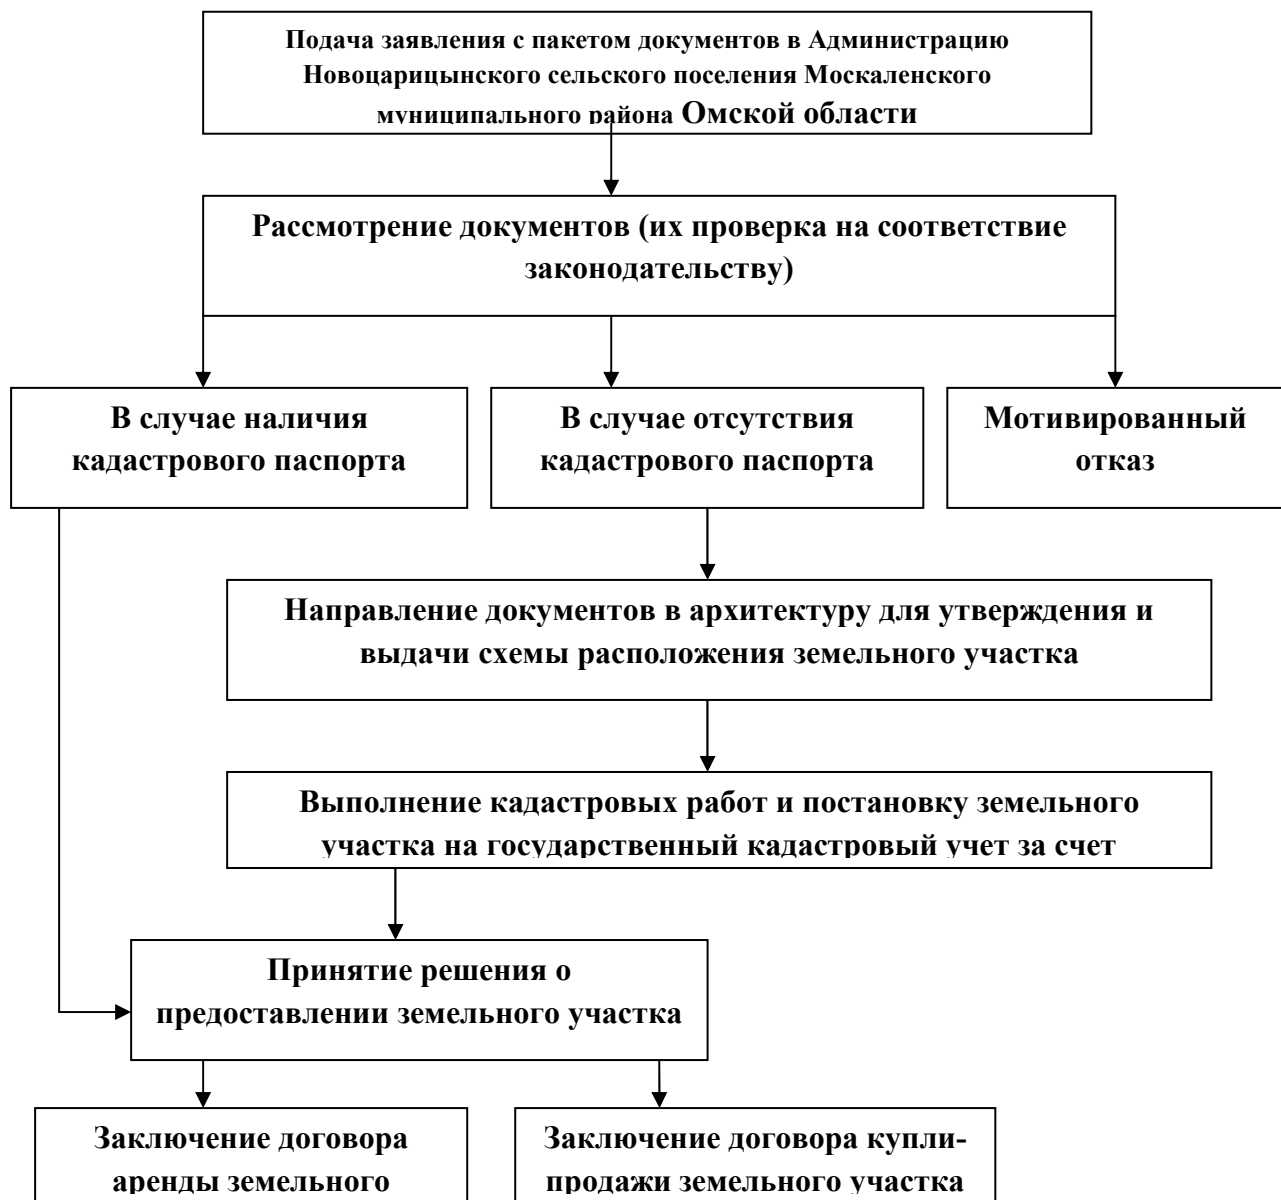 Подача заявления с пакетом документов в Администрацию
Новоцарицынского сельского поселения Москаленского
муниципального района Омской области
Рассмотрение документов (их проверка на соответствие
законодательству)
В случае наличия
кадастрового паспорта
В случае отсутствия
кадастрового паспорта
Мотивированный
отказ
Направление документов в архитектуру для утверждения и
выдачи схемы расположения земельного участка
Выполнение кадастровых работ и постановку земельного
участка на государственный кадастровый учет за счет
Принятие решения о
предоставлении земельного участка
Заключение договора
аренды земельного
Заключение договора купли-
продажи земельного участка